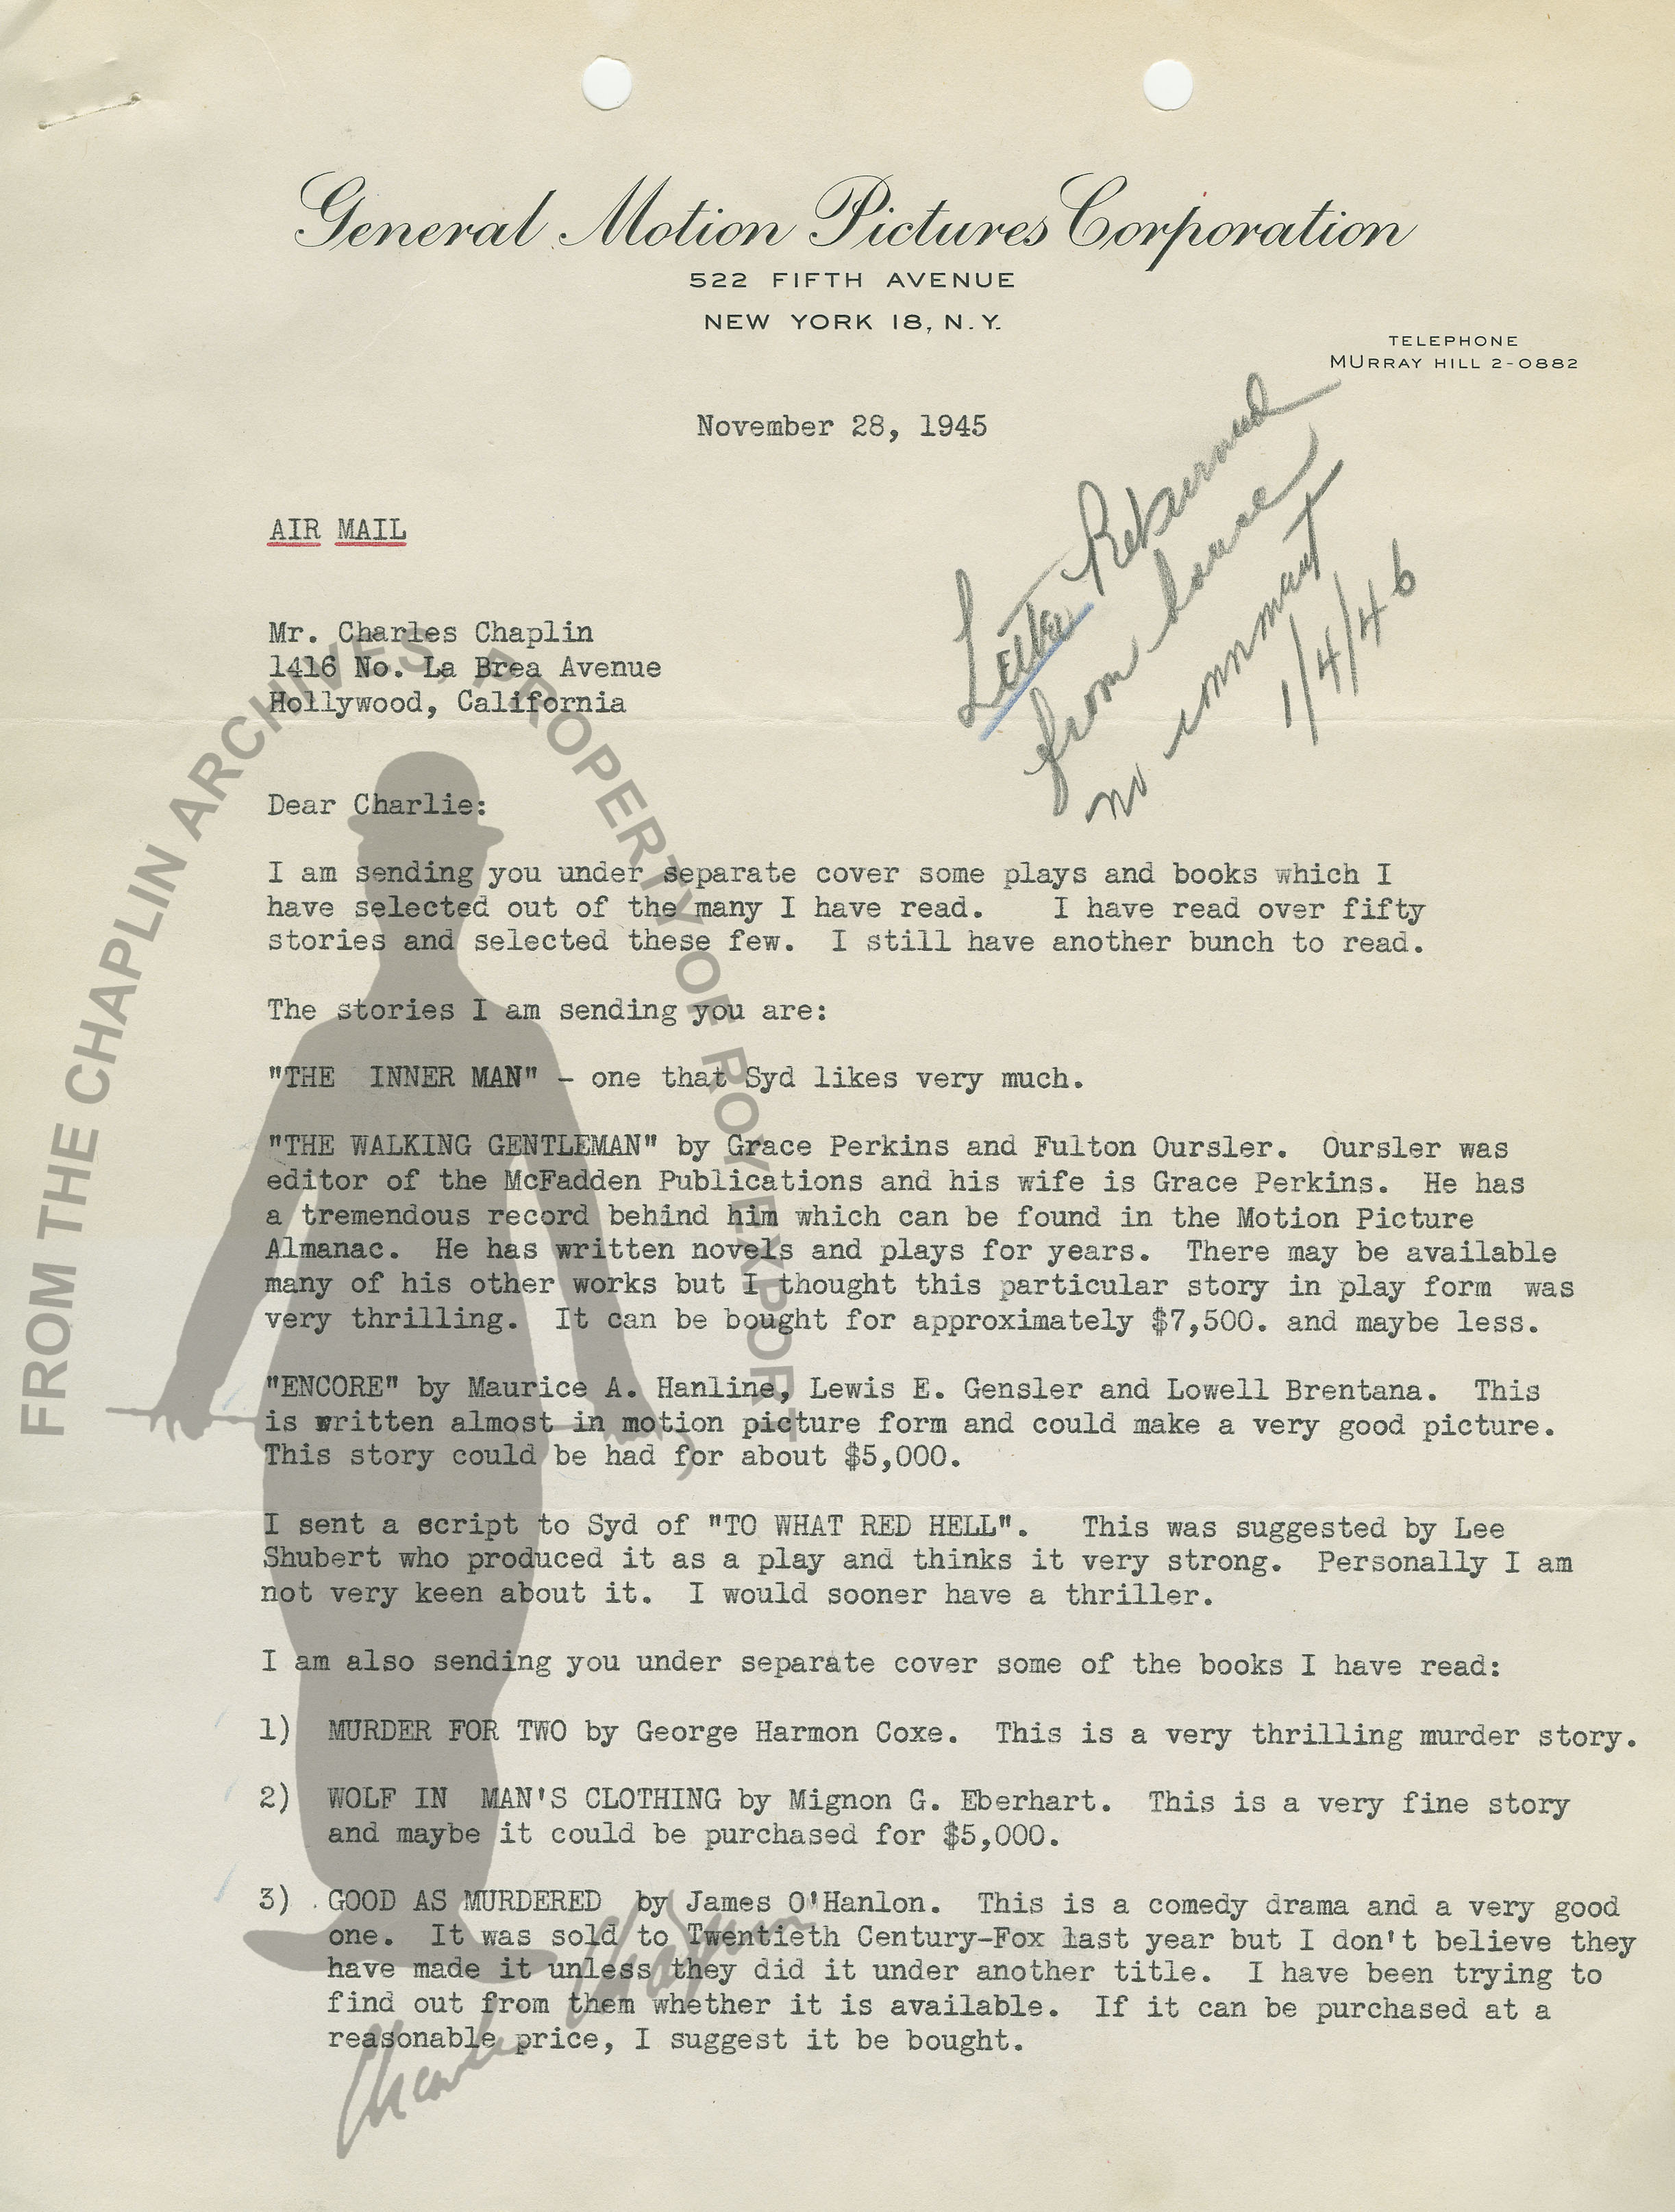 General Motion Pictures Corporation
522 FIFTH AVENUE
NEW YORK 18, N.Y.
TELEPHONE
MURRAY HILL 2-0882
November 28, 1945
Letter Returned
from house
no comment
1/4/46
AIR MAIL
Mr. Charles Chaplin
1416 No. La Brea Avenue
Hollywood, California
Dear Charlie:
I am sending you under separate cover some plays and books which I
have selected out of the many I have read. I have read over fifty
stories and selected these few. I still have another bunch to read.
The stories I am sending you are:
"THE INNER MAN" - one that Syd likes very much.
"THE WALKING GENTLEMAN" by Grace Perkins and Fulton Oursler. Oursler was
editor of the McFadden Publications and his wife is Grace Perkins. He has
a tremendous record behind him which can be found in the Motion Picture
Almanac. He has written novels and plays for years. There may be available
many of his other works but I thought this particular story in play form was
very thrilling. It can be bought for approximately $7,500. and maybe less.
"ENCORE" by Maurice A. Hanline, Lewis E. Gensler and Lowell Brentana. This
is written almost in motion picture form and could make a very good picture.
This story could be had for about $5,000.
I sent a script to Syd of "TO WHAT RED HELL". This was suggested by Lee
Shubert who produced it as a play and thinks it very strong. Personally I am
not very keen about it. I would sooner have a thriller.
I am also sending you under separate cover some of the books I have read:
1) MURDER FOR TWO by George Harmon Coxe. This is a very thrilling murder story.
2) WOLF IN MAN'S CLOTHING by Mignon G. Eberhart. This is a very fine story
and maybe it could be purchased for $5,000.
3) GOOD AS MURDERED by James O'Hanlon. This is a comedy drama and a very good
one. It was sold to Twentieth Century-Fox last year but I don't believe they
have made it unless they did it under another title. I have been trying to
find out from them whether it is available. If it can be purchased at a
reasonable price, I suggest it be bought.
FROM THE CHAPLIN ARCHIVES, PROPERTY OF ROY EXPORT
Charlie Chaplin